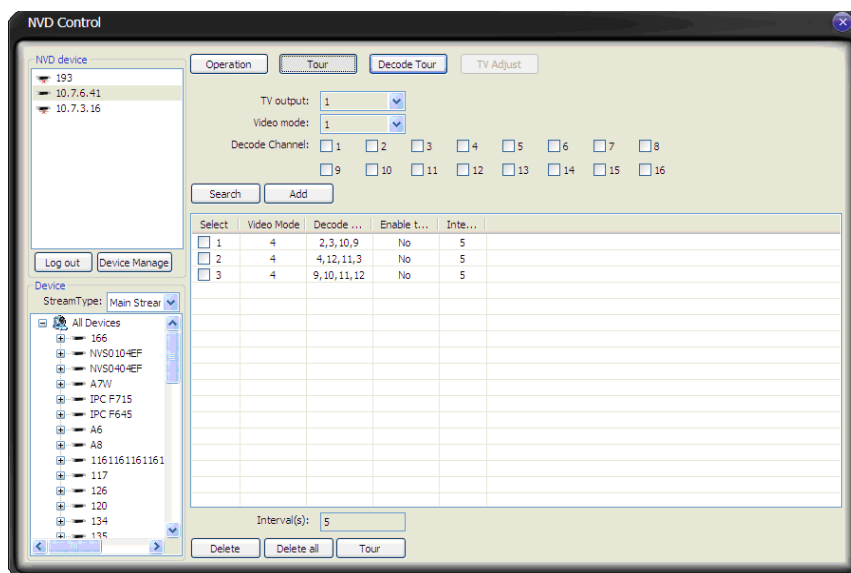 NVD Control
NVD device
193
10.7.6.41
10.7.3.16
Log out Device Manage
Device
StreamType: Main Strear
All Devices
166
NVS0104EF
NVS0404EF
A7W
IPC F715
IPC F645
A6
A8
1161161161161
117
126
120
134
135
Operation Tour Decode Tour TV Adjust
TV output: 1
Video mode: 1
Decode Channel: 1 2 3 4 5 6 7 8
9 10 11 12 13 14 15 16
Search Add
Select Video Mode Decode ... Enable t... Inte...
1 4 2,3,10,9 No 5
2 4 4,12,11,3 No 5
3 4 9,10,11,12 No 5
Interval(s): 5
Delete Delete all Tour